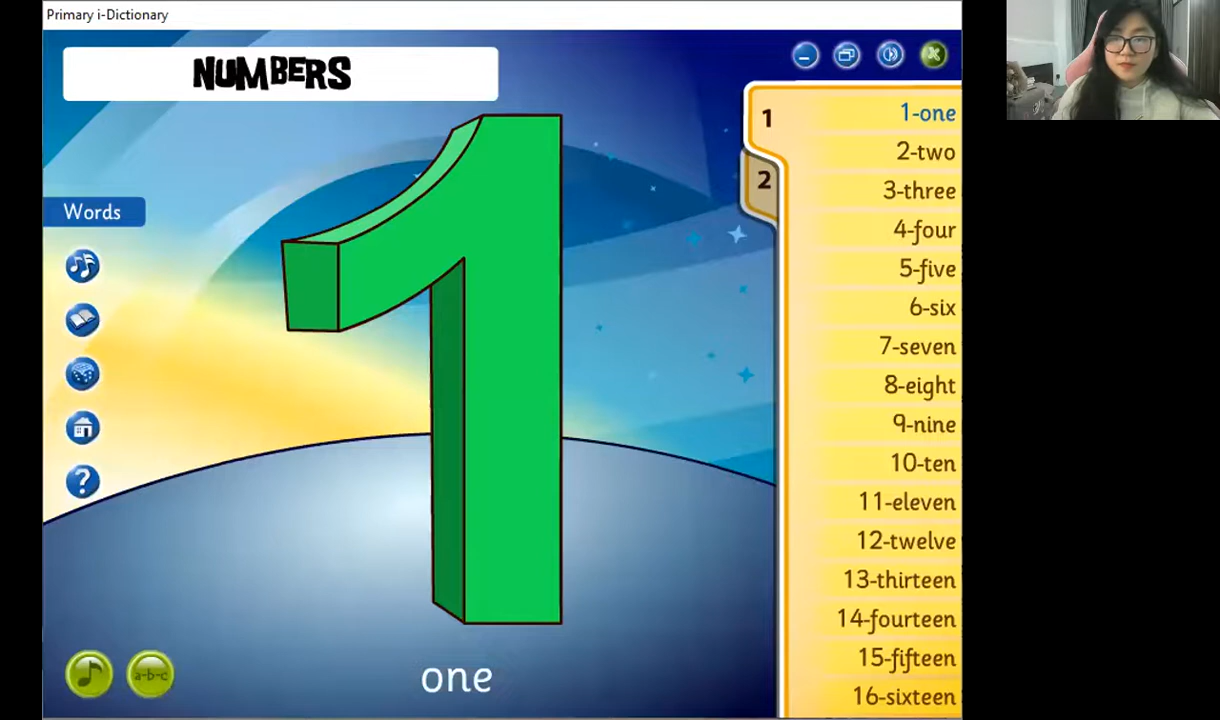 Primary i-Dictionary
NUMBERS
Words
1
2
1-one
2-two
3-three
4-four
5-five
6-six
7-seven
8-eight
9-nine
10-ten
11-eleven
12-twelve
13-thirteen
14-fourteen
15-fifteen
16-sixteen
1
?
a-b-c
one